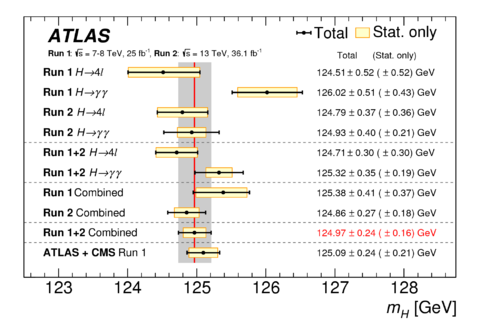 ATLAS
Total Stat. only
Run 1: √s = 7-8 TeV, 25 fb⁻¹, Run 2: √s = 13 TeV, 36.1 fb⁻¹
Total (Stat. only)
Run 1 H→4l 124.51 ± 0.52 ( ± 0.52) GeV
Run 1 H→γγ 126.02 ± 0.51 ( ± 0.43) GeV
Run 2 H→4l 124.79 ± 0.37 ( ± 0.36) GeV
Run 2 H→γγ 124.93 ± 0.40 ( ± 0.21) GeV
Run 1+2 H→4l 124.71 ± 0.30 ( ± 0.30) GeV
Run 1+2 H→γγ 125.32 ± 0.35 ( ± 0.19) GeV
Run 1 Combined 125.38 ± 0.41 ( ± 0.37) GeV
Run 2 Combined 124.86 ± 0.27 ( ± 0.18) GeV
Run 1+2 Combined 124.97 ± 0.24 ( ± 0.16) GeV
ATLAS + CMS Run 1 125.09 ± 0.24 ( ± 0.21) GeV
123 124 125 126 127 128
m_H [GeV]